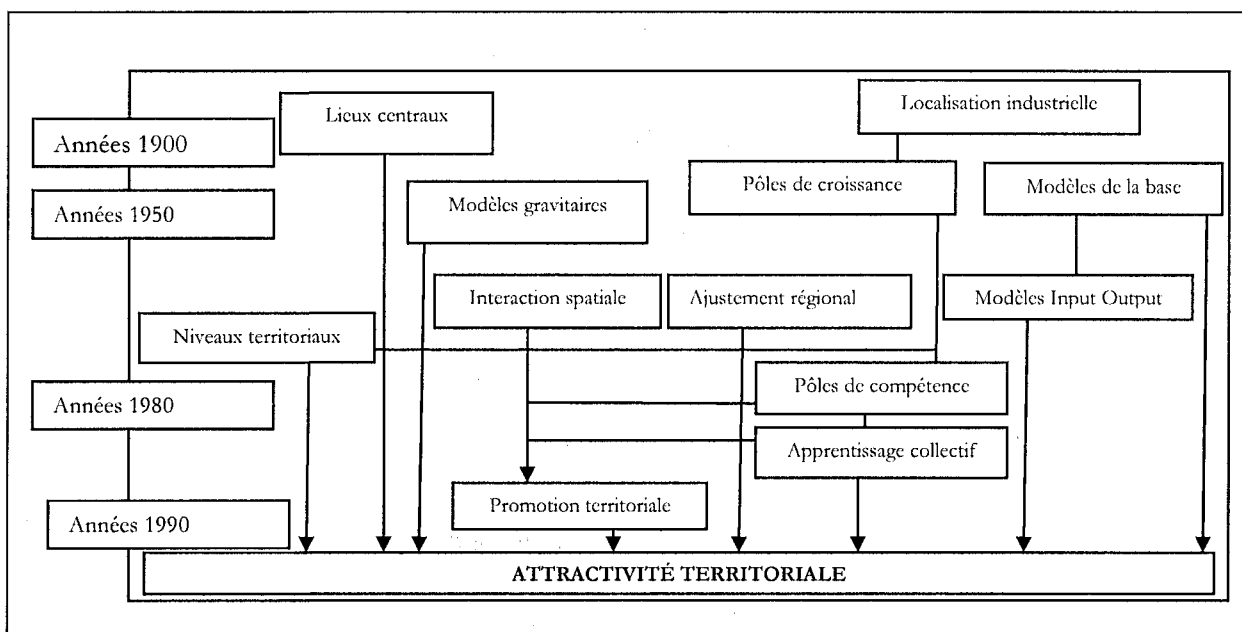 Localisation industrielle
Lieux centraux
Années 1900
Pôles de croissance
Modèles de la base
Modèles gravitaires
Années 1950
Interaction spatiale
Ajustement régional
Modèles Input Output
Niveaux territoriaux
Pôles de compétence
Années 1980
Apprentissage collectif
Promotion territoriale
Années 1990
ATTRACTIVITÉ TERRITORIALE